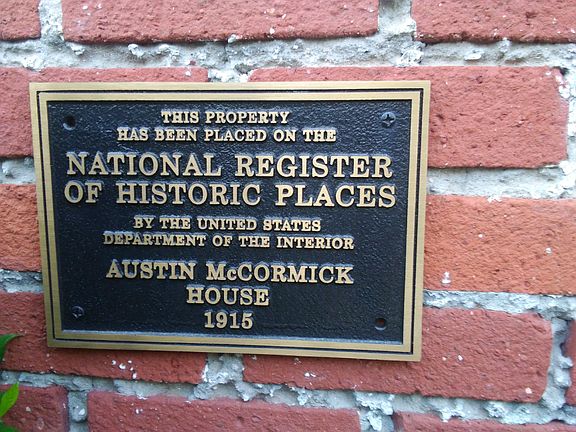 THIS PROPERTY
HAS BEEN PLACED ON THE
NATIONAL REGISTER
OF HISTORIC PLACES
BY THE UNITED STATES
DEPARTMENT OF THE INTERIOR
AUSTIN McCORMICK
HOUSE
1915